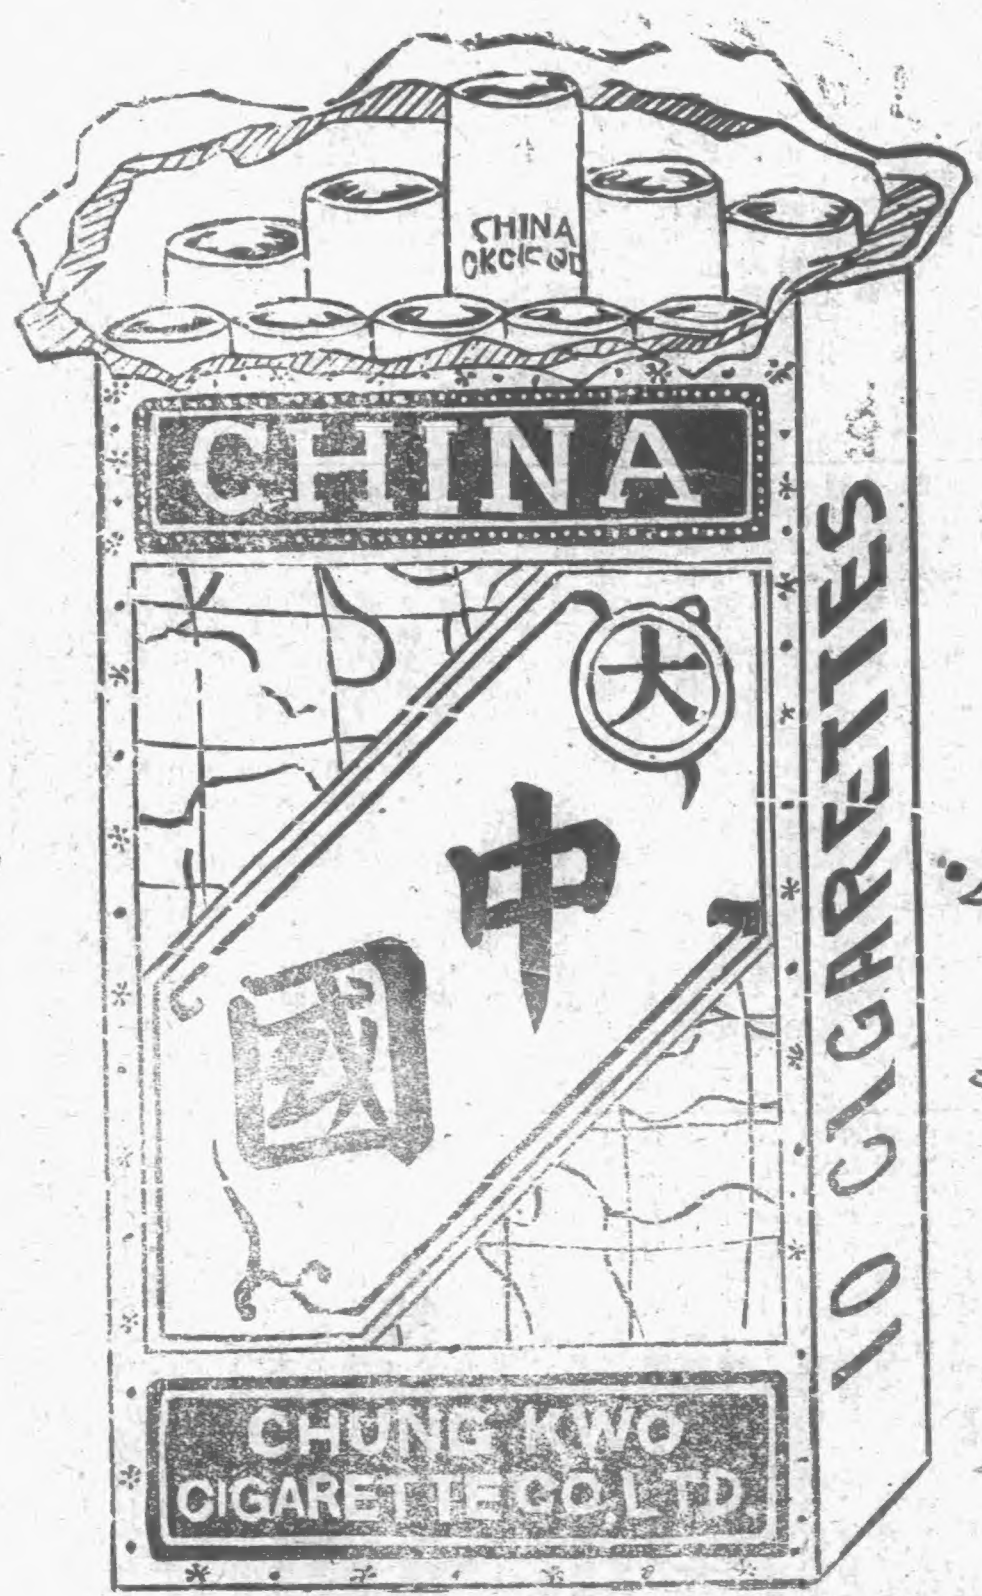 CHINA
CHINA
大
中
國
10 CIGARETTES
CHUNG KWO
CIGARETTE CO. LTD.